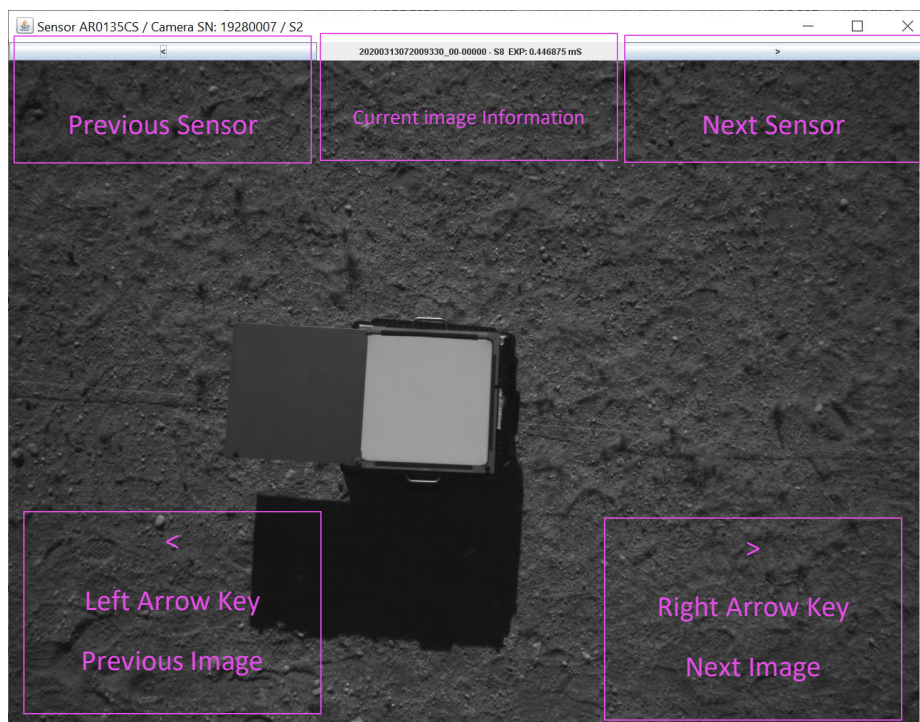 Sensor AR0135CS / Camera SN: 19280007 / S2
< 20200313072009330_00-00000 - S8 EXP: 0.446875 mS >
Previous Sensor
Current image Information
Next Sensor
<
Left Arrow Key
Previous Image
>
Right Arrow Key
Next Image